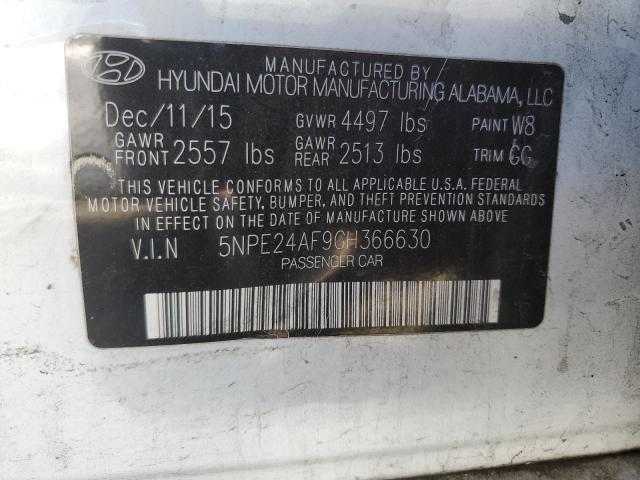 MANUFACTURED BY
HYUNDAI MOTOR MANUFACTURING ALABAMA, LLC
Dec/11/15 GVWR 4497 lbs PAINT W8
GAWR FRONT 2557 lbs GAWR REAR 2513 lbs TRIM GG
THIS VEHICLE CONFORMS TO ALL APPLICABLE U.S.A. FEDERAL
MOTOR VEHICLE SAFETY, BUMPER, AND THEFT PREVENTION STANDARDS
IN EFFECT ON THE DATE OF MANUFACTURE SHOWN ABOVE.
V.I.N 5NPE24AF9GH366630
PASSENGER CAR